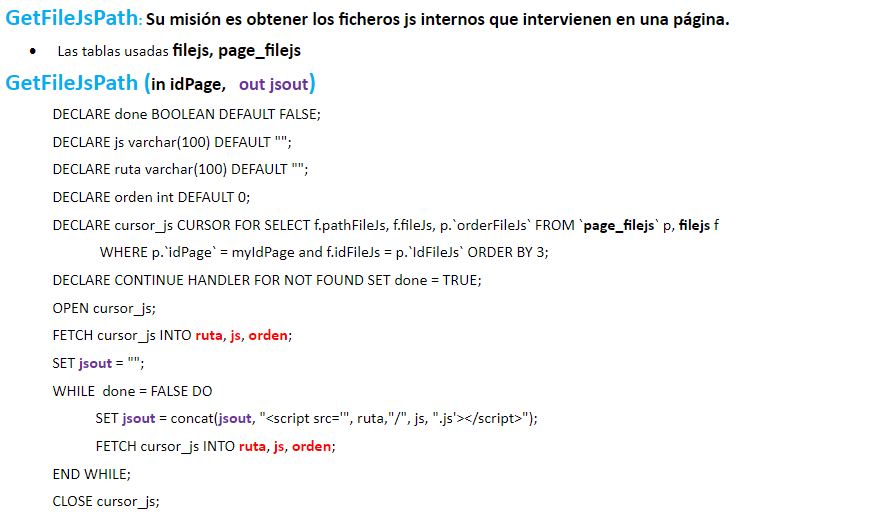 GetFileJsPath: Su misión es obtener los ficheros js internos que intervienen en una página.
• Las tablas usadas filejs, page_filejs
GetFileJsPath (in idPage, out jsout)
DECLARE done BOOLEAN DEFAULT FALSE;
DECLARE js varchar(100) DEFAULT "";
DECLARE ruta varchar(100) DEFAULT "";
DECLARE orden int DEFAULT 0;
DECLARE cursor_js CURSOR FOR SELECT f.pathFileJs, f.fileJs, p.`orderFileJs` FROM `page_filejs` p, filejs f
WHERE p.`idPage` = myIdPage and f.idFileJs = p.`IdFileJs` ORDER BY 3;
DECLARE CONTINUE HANDLER FOR NOT FOUND SET done = TRUE;
OPEN cursor_js;
FETCH cursor_js INTO ruta, js, orden;
SET jsout = "";
WHILE done = FALSE DO
SET jsout = concat(jsout, "<script src='", ruta,"/", js, ".js'></script>");
FETCH cursor_js INTO ruta, js, orden;
END WHILE;
CLOSE cursor_js;